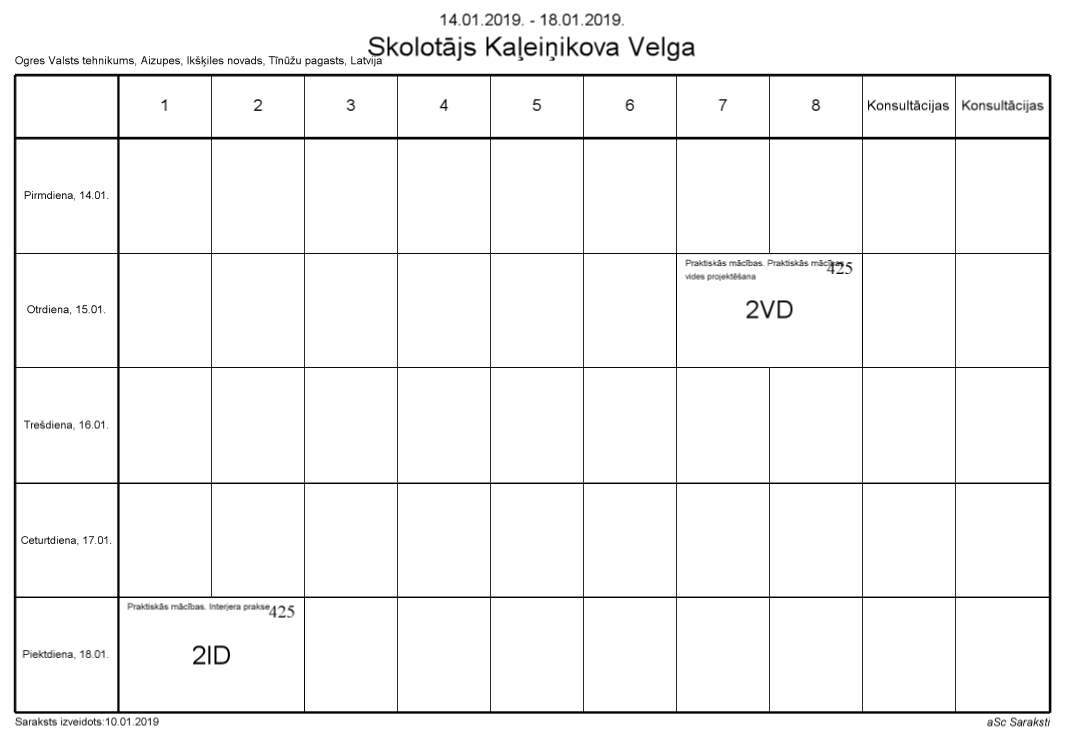 14.01.2019. - 18.01.2019.
Skolotājs Kaļeiņikova Velga
Ogres Valsts tehnikums, Aizupes, Ikšķiles novads, Tīnūžu pagasts, Latvija
1 2 3 4 5 6 7 8 Konsultācijas Konsultācijas
Pirmdiena, 14.01.
Praktiskās mācības. Praktiskās mācības
425
vides projektēšana
Otrdiena, 15.01. 2VD
Trešdiena, 16.01.
Ceturtdiena, 17.01.
Praktiskās mācības. Interjera prakse
425
Piektdiena, 18.01. 2ID
Saraksts izveidots:10.01.2019 aSc Saraksti